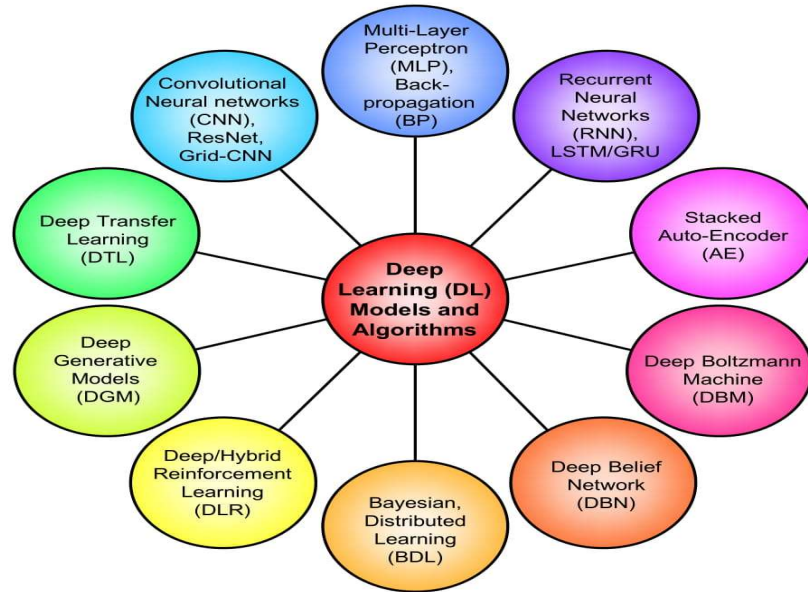 Multi-Layer
Perceptron
(MLP),
Back-
propagation
(BP)
Recurrent
Neural
Networks
(RNN),
LSTM/GRU
Stacked
Auto-Encoder
(AE)
Deep Boltzmann
Machine
(DBM)
Deep Belief
Network
(DBN)
Bayesian,
Distributed
Learning
(BDL)
Deep/Hybrid
Reinforcement
Learning
(DLR)
Deep
Generative
Models
(DGM)
Deep Transfer
Learning
(DTL)
Convolutional
Neural networks
(CNN),
ResNet,
Grid-CNN
Deep
Learning (DL)
Models and
Algorithms